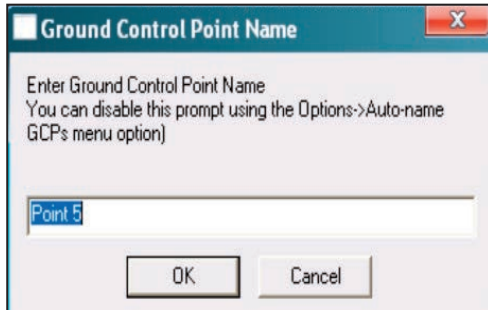 Ground Control Point Name
X
Enter Ground Control Point Name
You can disable this prompt using the Options->Auto-name
GCPs menu option)
Point 5
OK Cancel